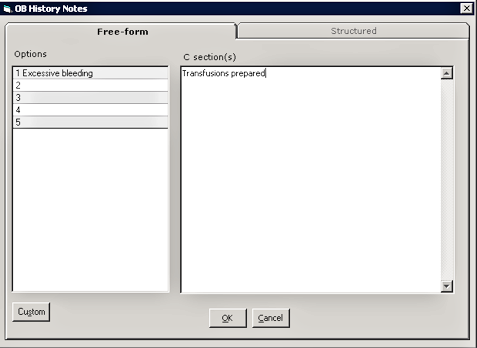 OB History Notes
Free-form
Structured
Options
C section(s)
1 Excessive bleeding
Transfusions prepared
2
3
4
5
Custom
OK
Cancel